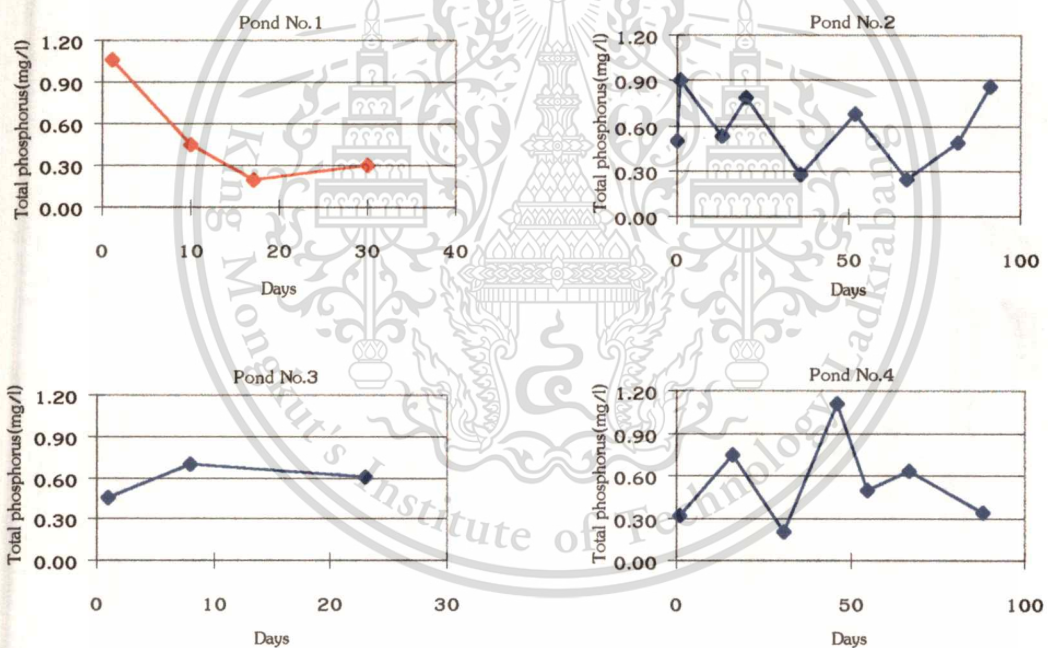 Pond No.1
Total phosphorus(mg/l)
1.20
0.90
0.60
0.30
0.00
0 10 20 30 40
Days
Pond No.2
Total phosphorus(mg/l)
1.20
0.90
0.60
0.30
0.00
0 50 100
Days
Pond No.3
Total phosphorus(mg/l)
1.20
0.90
0.60
0.30
0.00
0 10 20 30
Days
Pond No.4
Total phosphorus(mg/l)
1.20
0.90
0.60
0.30
0.00
0 50 100
Days
King Mongkut's Institute of Technology Ladkrabang